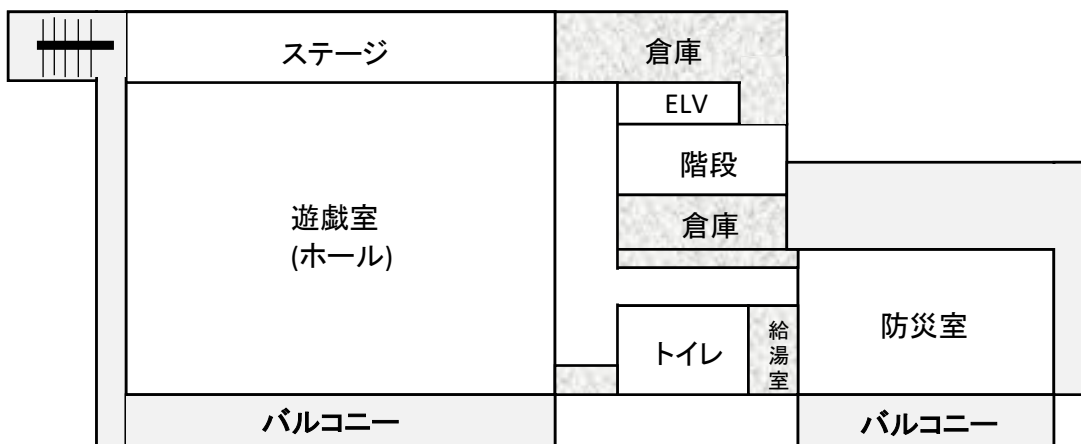 ステージ
倉庫
ELV
階段
遊戯室
(ホール)
倉庫
防災室
トイレ
給湯室
バルコニー
バルコニー